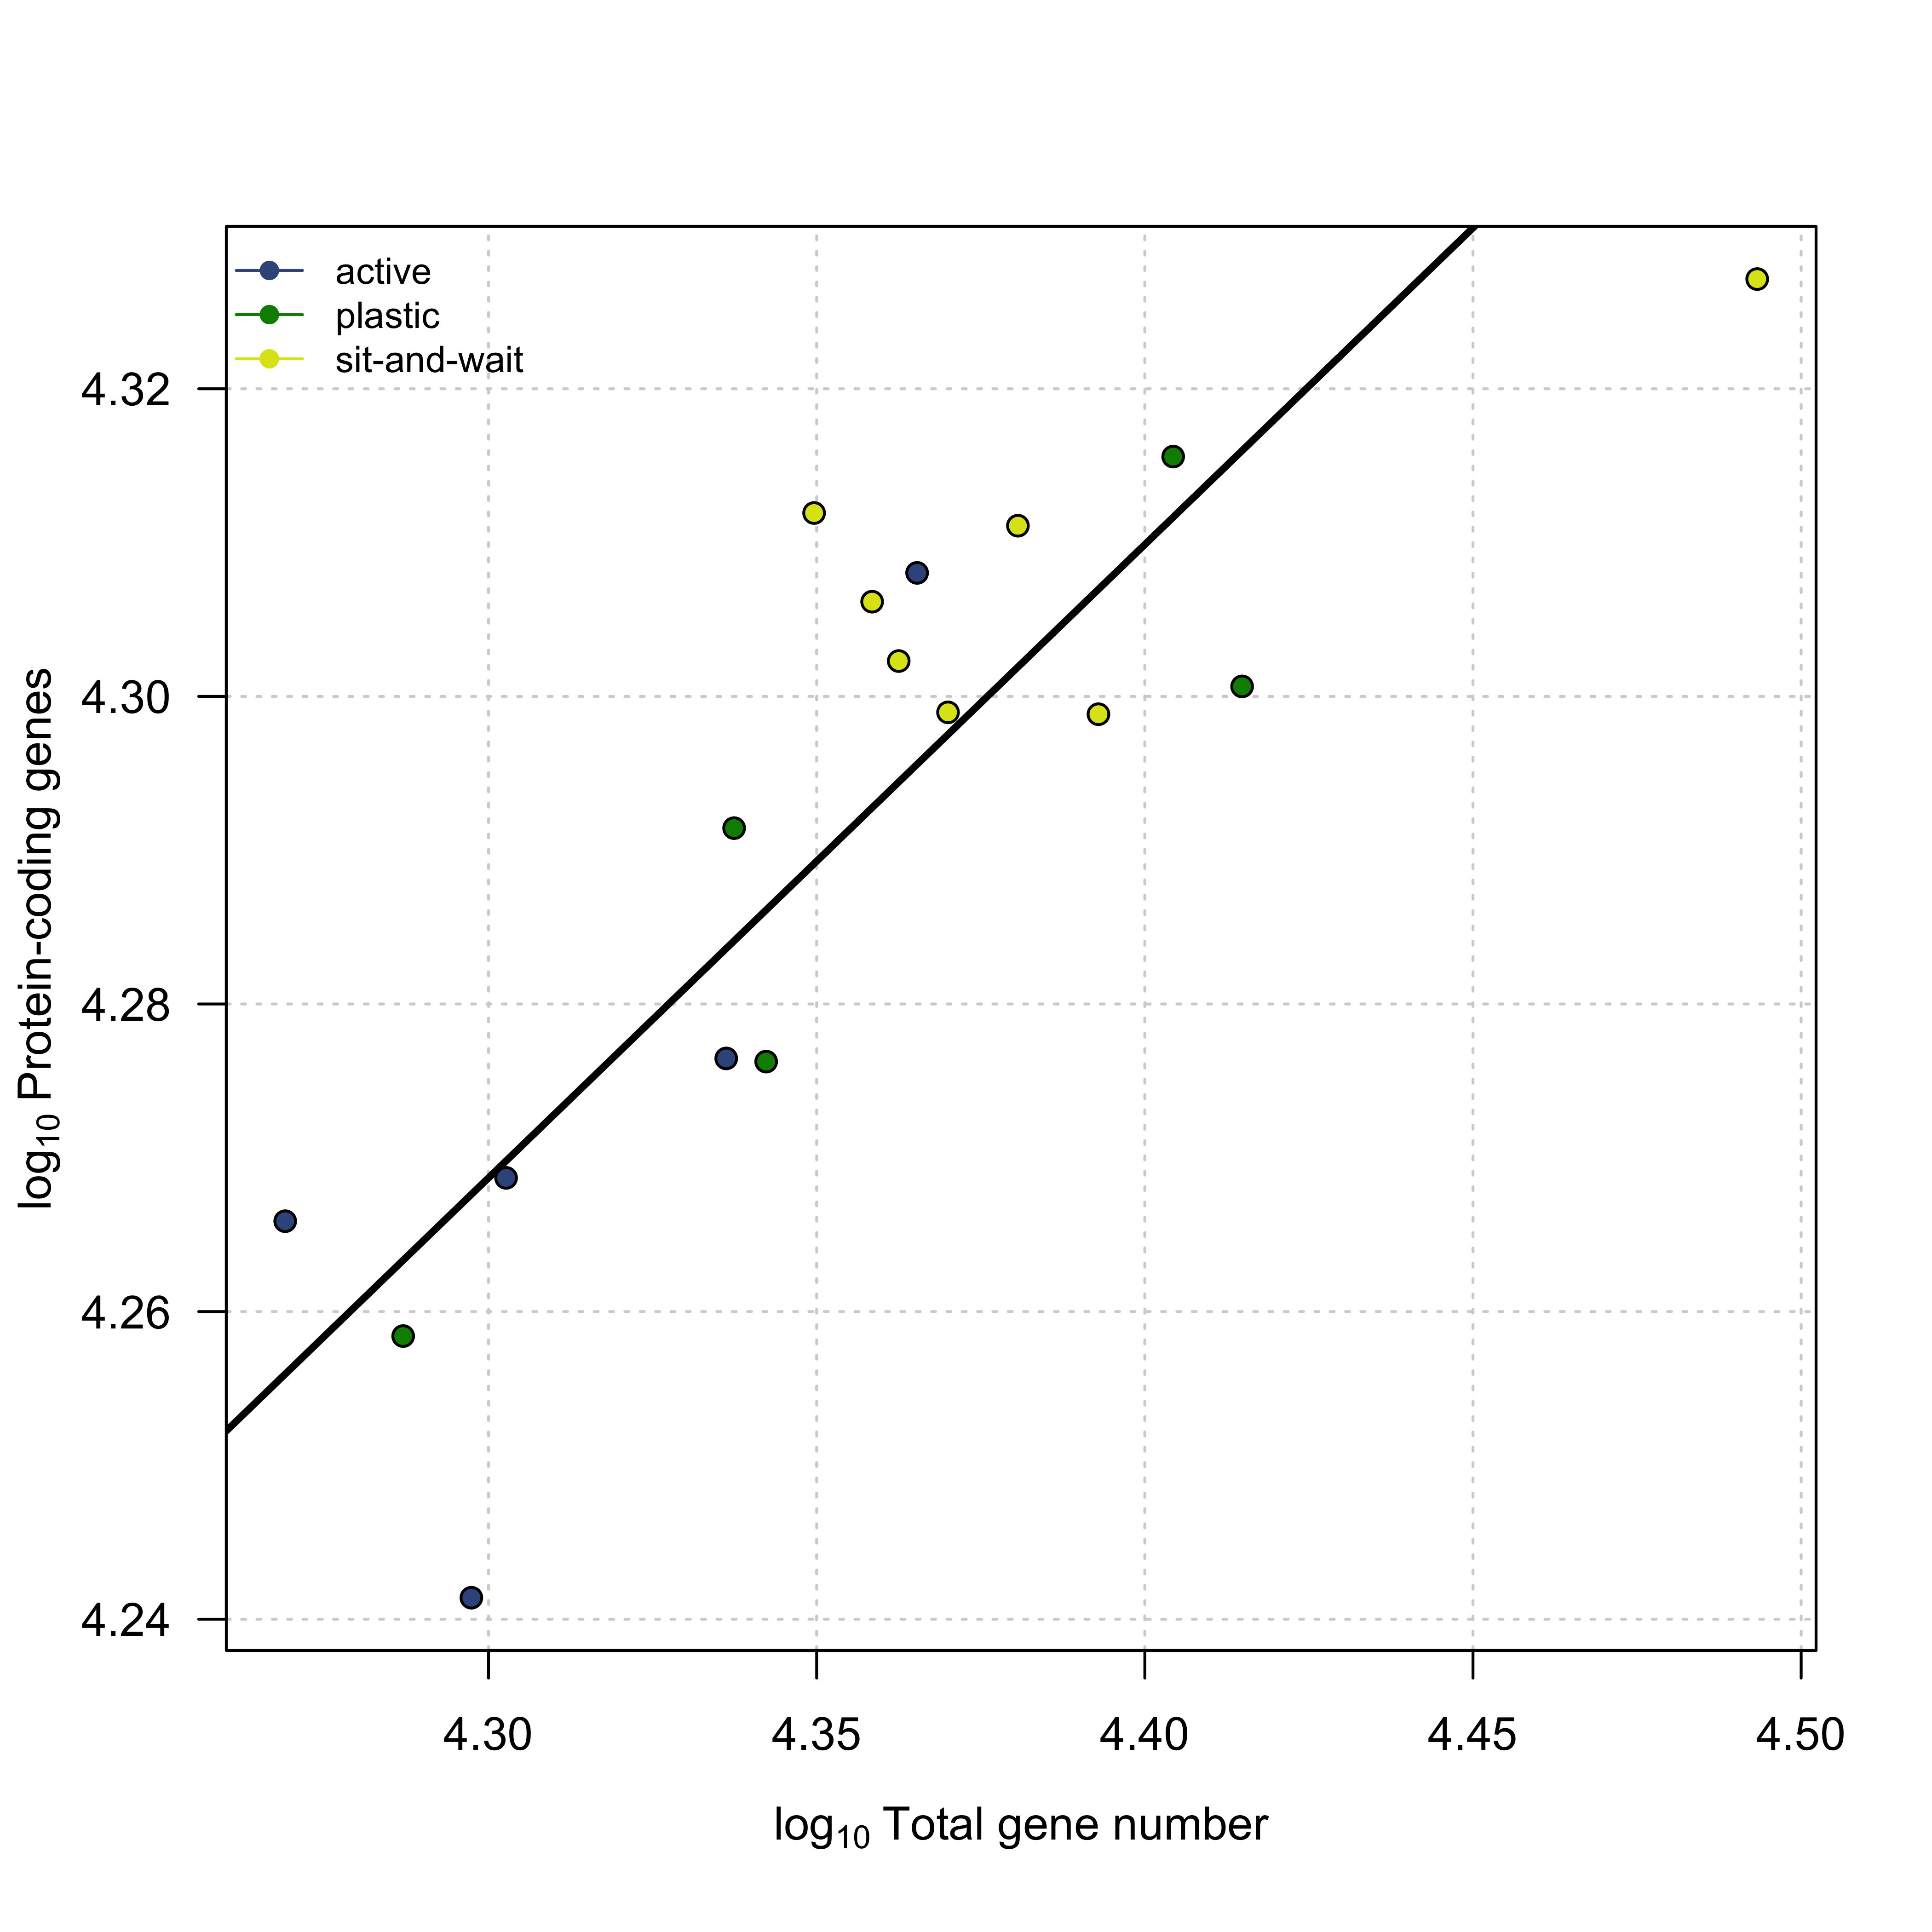 active
plastic
sit-and-wait
4.32
4.30
4.28
4.26
4.24
log₁₀ Protein-coding genes
4.30 4.35 4.40 4.45 4.50
log₁₀ Total gene number